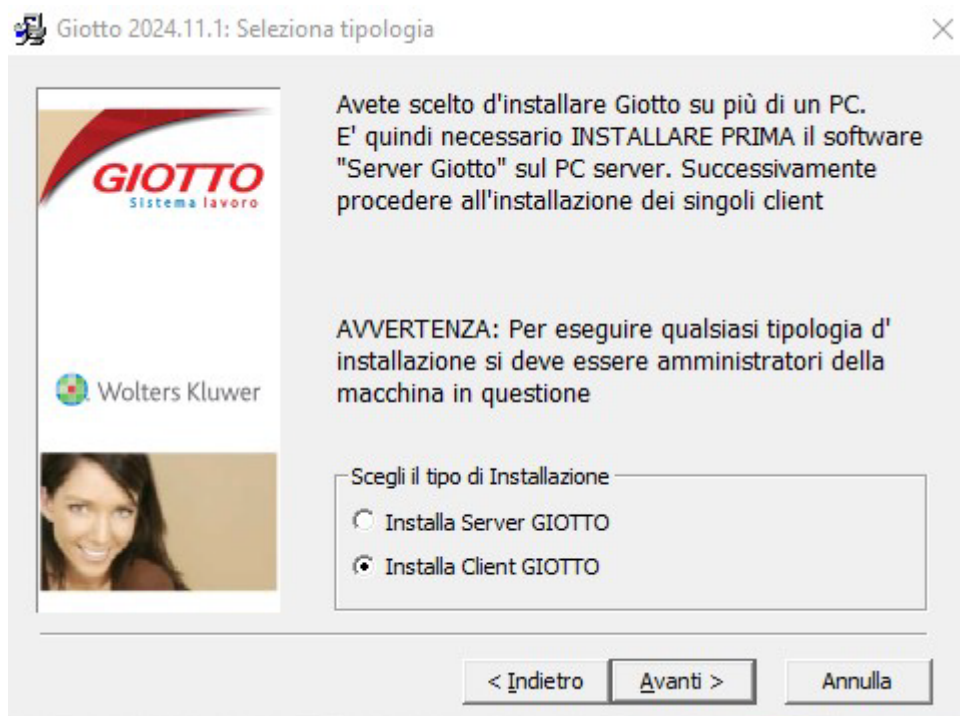 Giotto 2024.11.1: Seleziona tipologia
GIOTTO
Sistema lavoro
Wolters Kluwer
Avete scelto d'installare Giotto su più di un PC.
E' quindi necessario INSTALLARE PRIMA il software
"Server Giotto" sul PC server. Successivamente
procedere all'installazione dei singoli client
AVVERTENZA: Per eseguire qualsiasi tipologia d'
installazione si deve essere amministratori della
macchina in questione
Scegli il tipo di Installazione
Installa Server GIOTTO
Installa Client GIOTTO
< Indietro
Avanti >
Annulla